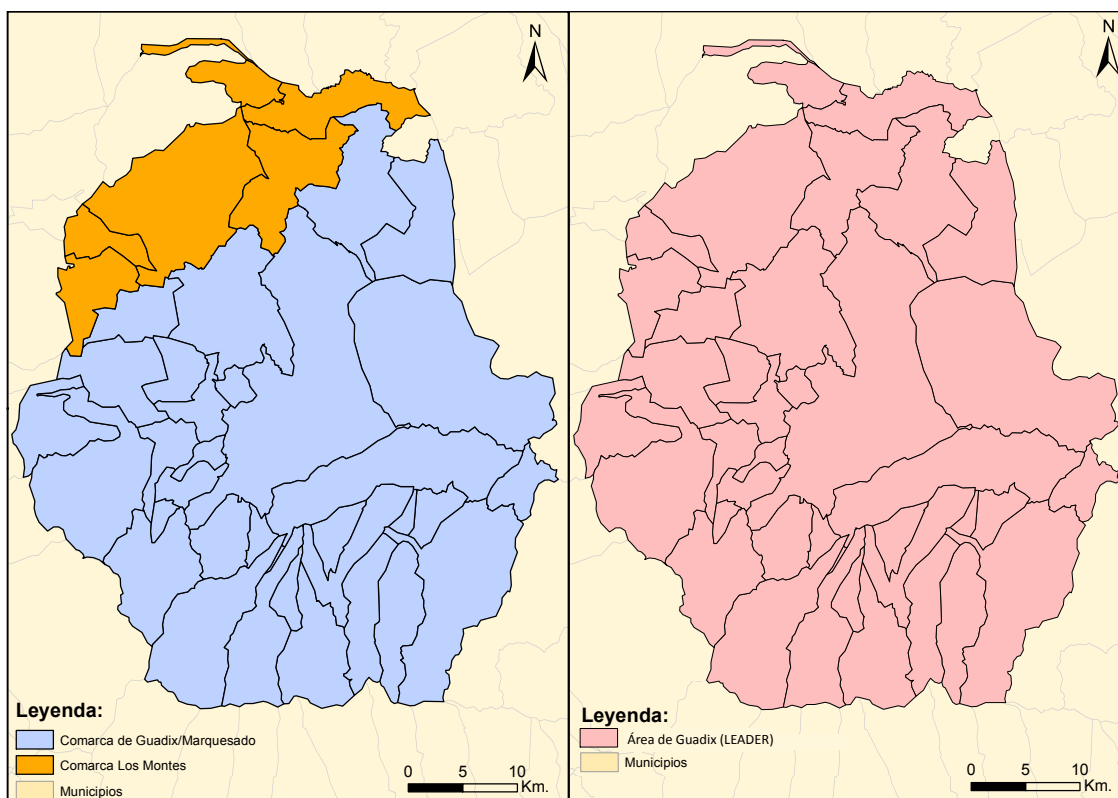 N
Leyenda:
Comarca de Guadix/Marquesado
Comarca Los Montes
Municipios
0 5 10
Km.
N
Leyenda:
Área de Guadix (LEADER)
Municipios
0 5 10
Km.